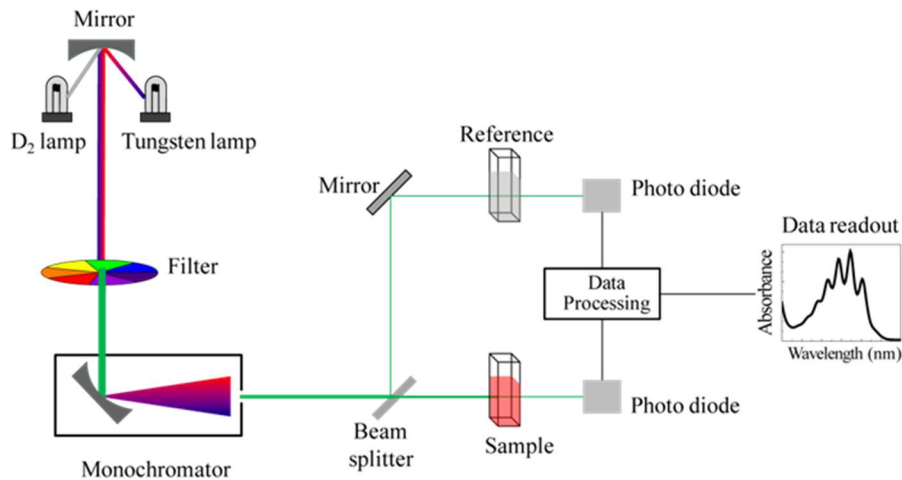 Mirror
D₂ lamp
Tungsten lamp
Filter
Monochromator
Mirror
Beam
splitter
Reference
Sample
Photo diode
Data
Processing
Photo diode
Data readout
Absorbance
Wavelength (nm)